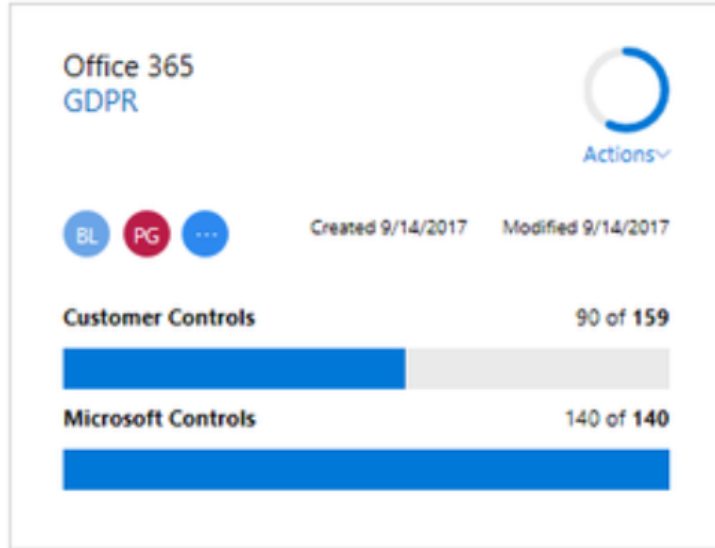 Office 365
GDPR
Actions
BL PG ... Created 9/14/2017 Modified 9/14/2017
Customer Controls 90 of 159
Microsoft Controls 140 of 140